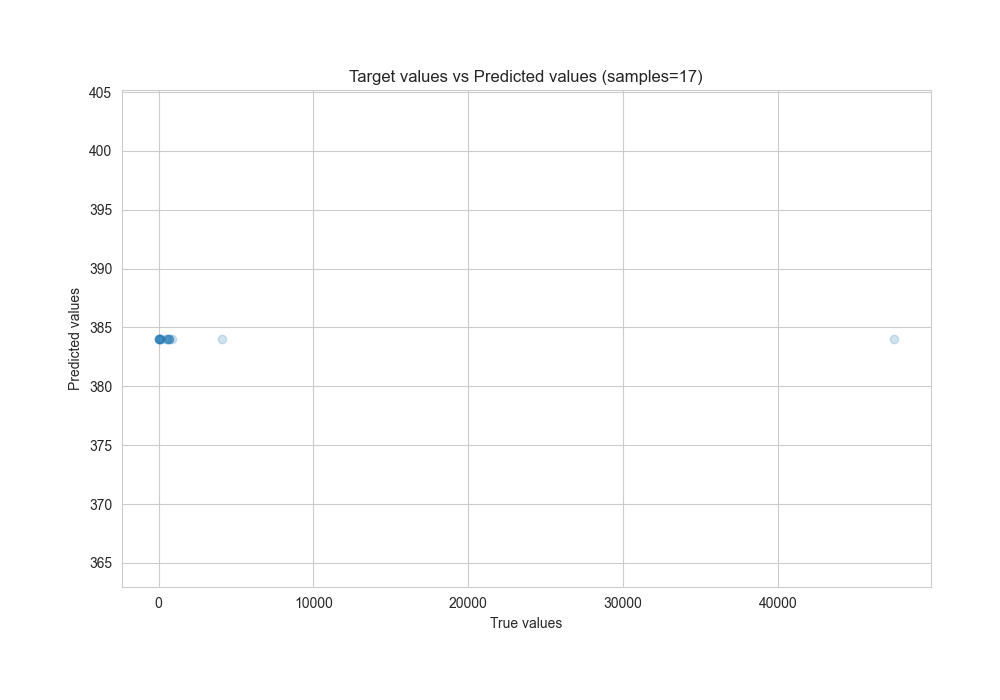 Target values vs Predicted values (samples=17)
405
400
395
390
385
380
375
370
365
Predicted values
0 10000 20000 30000 40000
True values